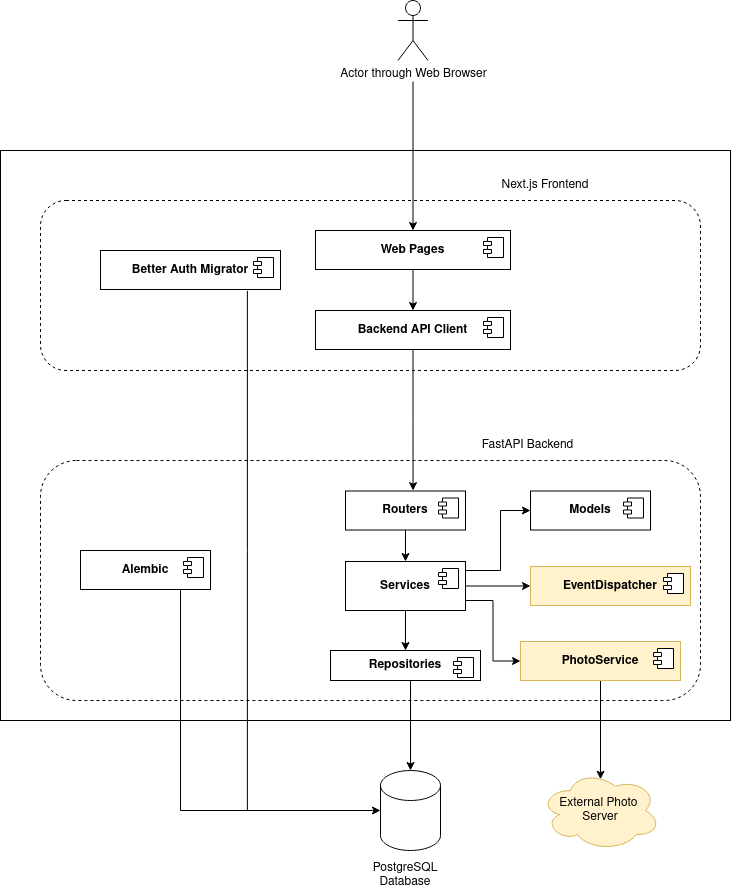 Actor through Web Browser
Next.js Frontend
Web Pages
Better Auth Migrator
Backend API Client
FastAPI Backend
Routers
Models
Alembic
Services
EventDispatcher
Repositories
PhotoService
External Photo
Server
PostgreSQL
Database